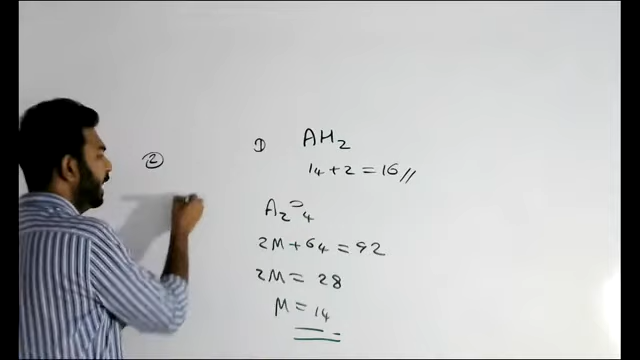 ② ① AH₂
14 + 2 = 16 //
A₂O₄
2M + 64 = 92
2M = 28
M = 14